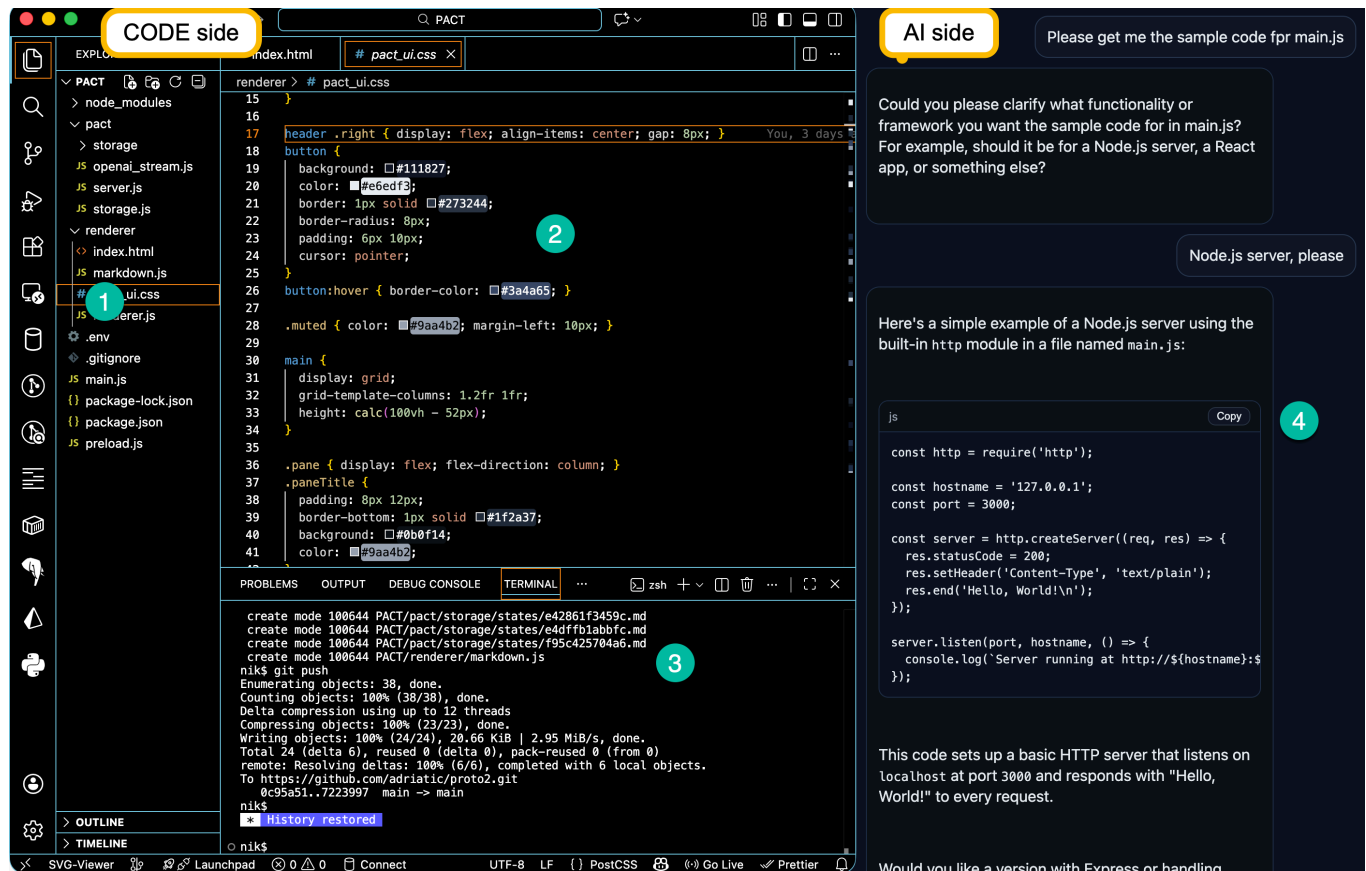 CODE side
PACT
EXPLO
index.html
# pact_ui.css
PACT
node_modules
pact
storage
JS openai_stream.js
JS server.js
JS storage.js
renderer
<> index.html
JS markdown.js
# _ui.css
JS erer.js
.env
.gitignore
JS main.js
{} package-lock.json
{} package.json
JS preload.js
1
OUTLINE
TIMELINE
renderer > # pact_ui.css
15 }
16
17 header .right { display: flex; align-items: center; gap: 8px; } You, 3 days
18 button {
19 background: #111827;
20 color: #e6edf3;
21 border: 1px solid #273244;
22 border-radius: 8px;
23 padding: 6px 10px;
24 cursor: pointer;
25 }
26 button:hover { border-color: #3a4a65; }
27
28 .muted { color: #9aa4b2; margin-left: 10px; }
29
30 main {
31 display: grid;
32 grid-template-columns: 1.2fr 1fr;
33 height: calc(100vh - 52px);
34 }
35
36 .pane { display: flex; flex-direction: column; }
37 .paneTitle {
38 padding: 8px 12px;
39 border-bottom: 1px solid #1f2a37;
40 background: #0b0f14;
41 color: #9aa4b2;
2
PROBLEMS OUTPUT DEBUG CONSOLE TERMINAL ... zsh
create mode 100644 PACT/pact/storage/states/e42861f3459c.md
create mode 100644 PACT/pact/storage/states/e4dffb1abbfc.md
create mode 100644 PACT/pact/storage/states/f95c425704a6.md
create mode 100644 PACT/renderer/markdown.js
nik$ git push
Enumerating objects: 38, done.
Counting objects: 100% (38/38), done.
Delta compression using up to 12 threads
Compressing objects: 100% (23/23), done.
Writing objects: 100% (24/24), 20.66 KiB | 2.95 MiB/s, done.
Total 24 (delta 6), reused 0 (delta 0), pack-reused 0 (from 0)
remote: Resolving deltas: 100% (6/6), completed with 6 local objects.
To https://github.com/adriatic/proto2.git
0c95a51..7223997 main -> main
nik$
* History restored
nik$
3
SVG-Viewer Launchpad 0 0 Connect UTF-8 LF {} PostCSS Go Live Prettier
AI side
Please get me the sample code fpr main.js
Could you please clarify what functionality or
framework you want the sample code for in main.js?
For example, should it be for a Node.js server, a React
app, or something else?
Node.js server, please
Here's a simple example of a Node.js server using the
built-in http module in a file named main.js:
js
Copy
4
const http = require('http');
const hostname = '127.0.0.1';
const port = 3000;
const server = http.createServer((req, res) => {
res.statusCode = 200;
res.setHeader('Content-Type', 'text/plain');
res.end('Hello, World!\n');
});
server.listen(port, hostname, () => {
console.log(`Server running at http://${hostname}:$
});
This code sets up a basic HTTP server that listens on
localhost at port 3000 and responds with "Hello,
World!" to every request.
Would you like a version with Express or handling